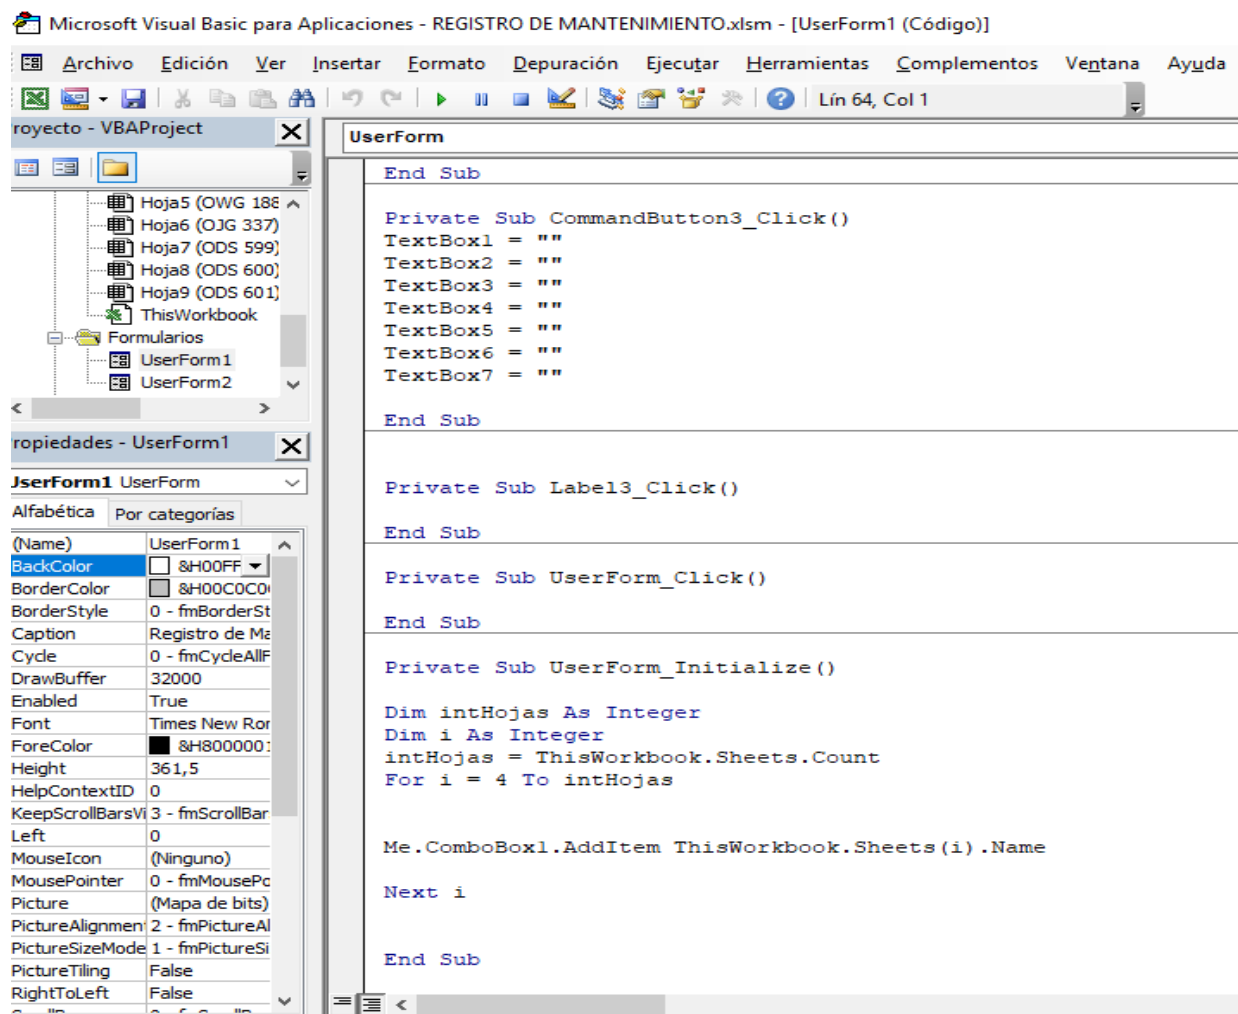 Microsoft Visual Basic para Aplicaciones - REGISTRO DE MANTENIMIENTO.xlsm - [UserForm1 (Código)]
Archivo Edición Ver Insertar Formato Depuración Ejecutar Herramientas Complementos Ventana Ayuda
Lín 64, Col 1
royecto - VBAProject
Hoja5 (OWG 188
Hoja6 (OJG 337)
Hoja7 (ODS 599)
Hoja8 (ODS 600)
Hoja9 (ODS 601)
ThisWorkbook
Formularios
UserForm1
UserForm2
ropiedades - UserForm1
UserForm1 UserForm
Alfabética Por categorías
(Name) UserForm1
BackColor &H00FF
BorderColor &H00C0C0
BorderStyle 0 - fmBorderSt
Caption Registro de Ma
Cycle 0 - fmCycleAllF
DrawBuffer 32000
Enabled True
Font Times New Ror
ForeColor &H8000001
Height 361,5
HelpContextID 0
KeepScrollBarsVi 3 - fmScrollBar
Left 0
MouseIcon (Ninguno)
MousePointer 0 - fmMousePo
Picture (Mapa de bits)
PictureAlignmen 2 - fmPictureAl
PictureSizeMode 1 - fmPictureSi
PictureTiling False
RightToLeft False
UserForm
End Sub
Private Sub CommandButton3_Click()
TextBox1 = ""
TextBox2 = ""
TextBox3 = ""
TextBox4 = ""
TextBox5 = ""
TextBox6 = ""
TextBox7 = ""
End Sub
Private Sub Label3_Click()
End Sub
Private Sub UserForm_Click()
End Sub
Private Sub UserForm_Initialize()
Dim intHojas As Integer
Dim i As Integer
intHojas = ThisWorkbook.Sheets.Count
For i = 4 To intHojas
Me.ComboBox1.AddItem ThisWorkbook.Sheets(i).Name
Next i
End Sub